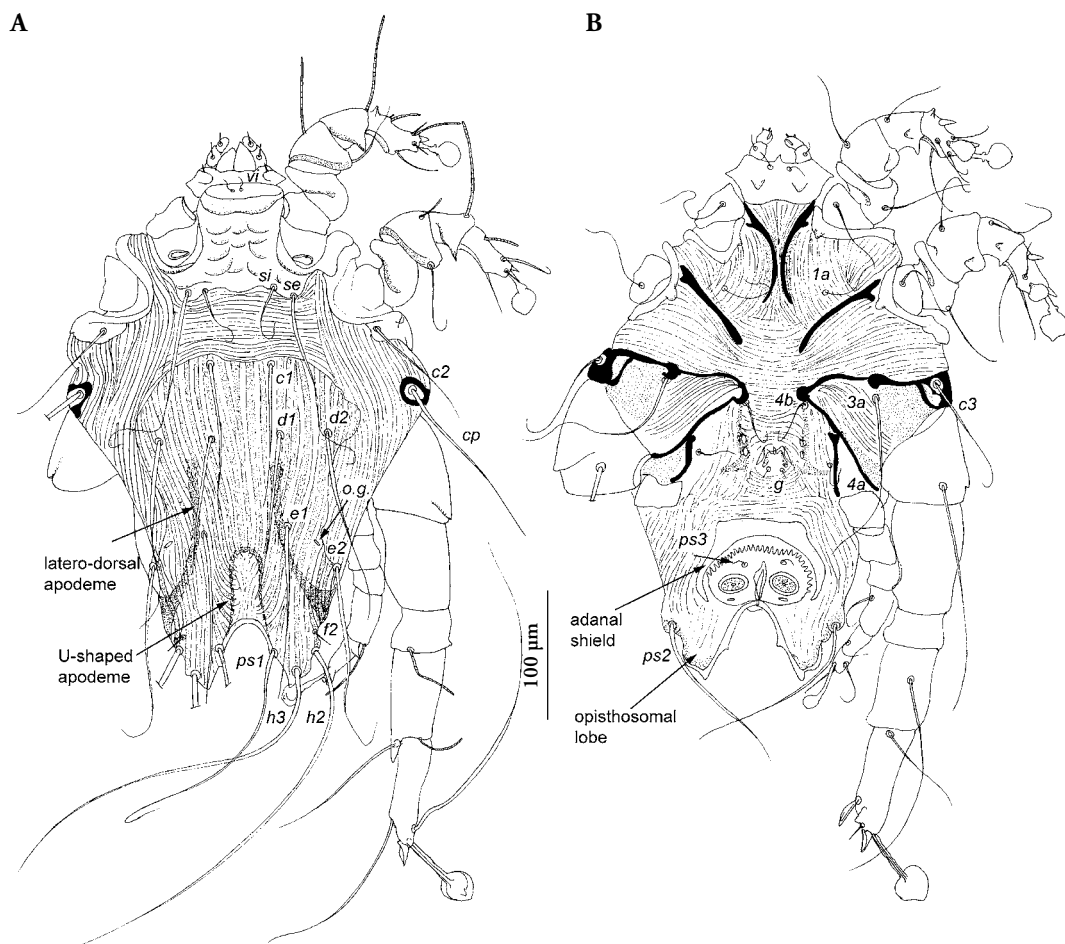 A
B
vi
si se
c2
c1
d1 d2
cp
o.g.
e1
e2
latero-dorsal
apodeme
f2
U-shaped
apodeme
ps1
h3 h2
100 µm
1a
4b
3a
c3
g
4a
ps3
adanal
shield
ps2
opisthosomal
lobe